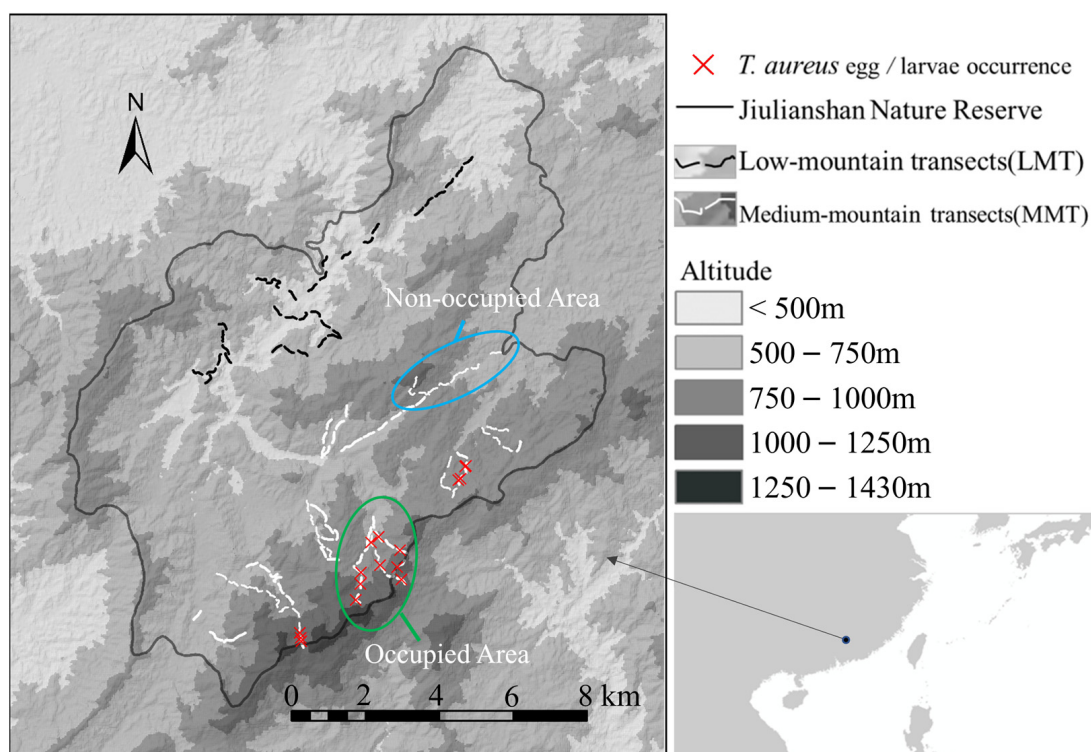 N
Non-occupied Area
Occupied Area
0 2 4 6 8 km
T. aureus egg / larvae occurrence
Jiulianshan Nature Reserve
Low-mountain transects(LMT)
Medium-mountain transects(MMT)
Altitude
< 500m
500 – 750m
750 – 1000m
1000 – 1250m
1250 – 1430m